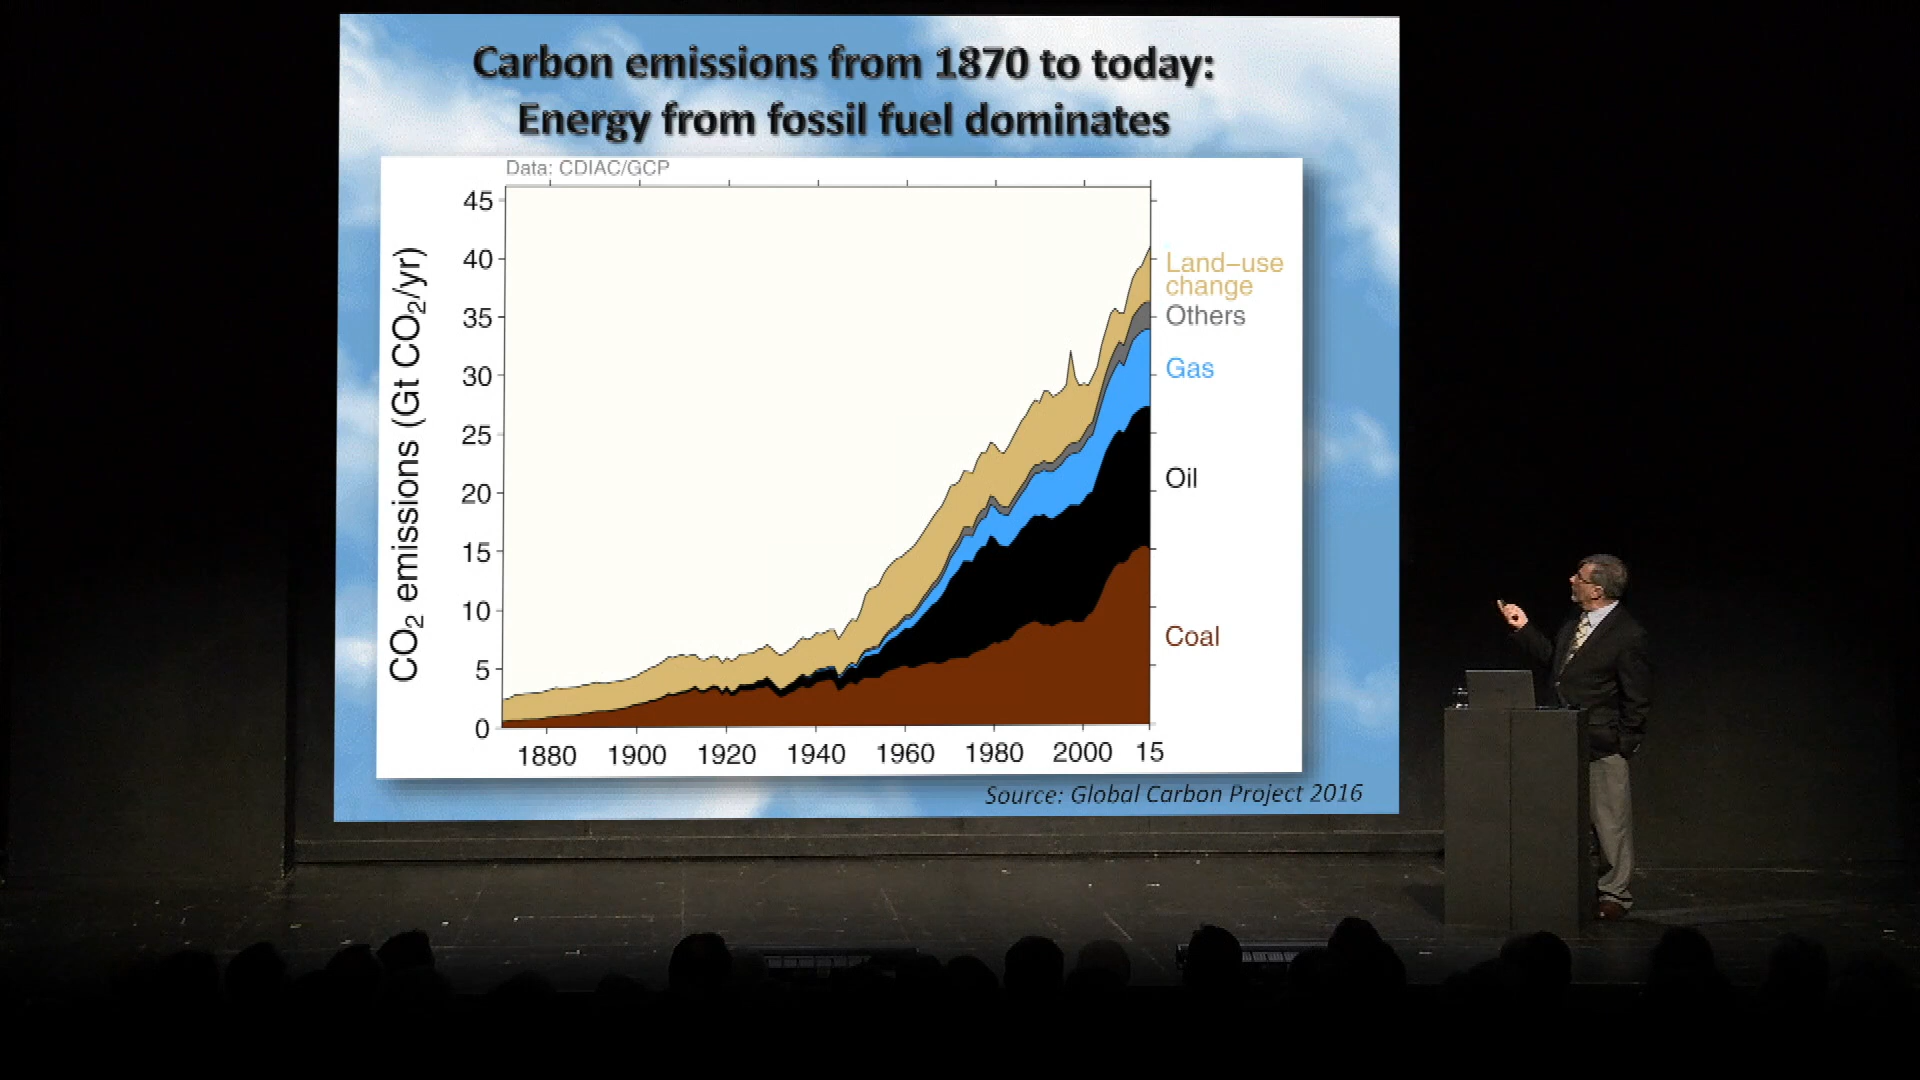 Carbon emissions from 1870 to today:
Energy from fossil fuel dominates
Data: CDIAC/GCP
CO₂ emissions (Gt CO₂/yr)
45
40
35
30
25
20
15
10
5
0
1880 1900 1920 1940 1960 1980 2000 15
Land–use
change
Others
Gas
Oil
Coal
Source: Global Carbon Project 2016